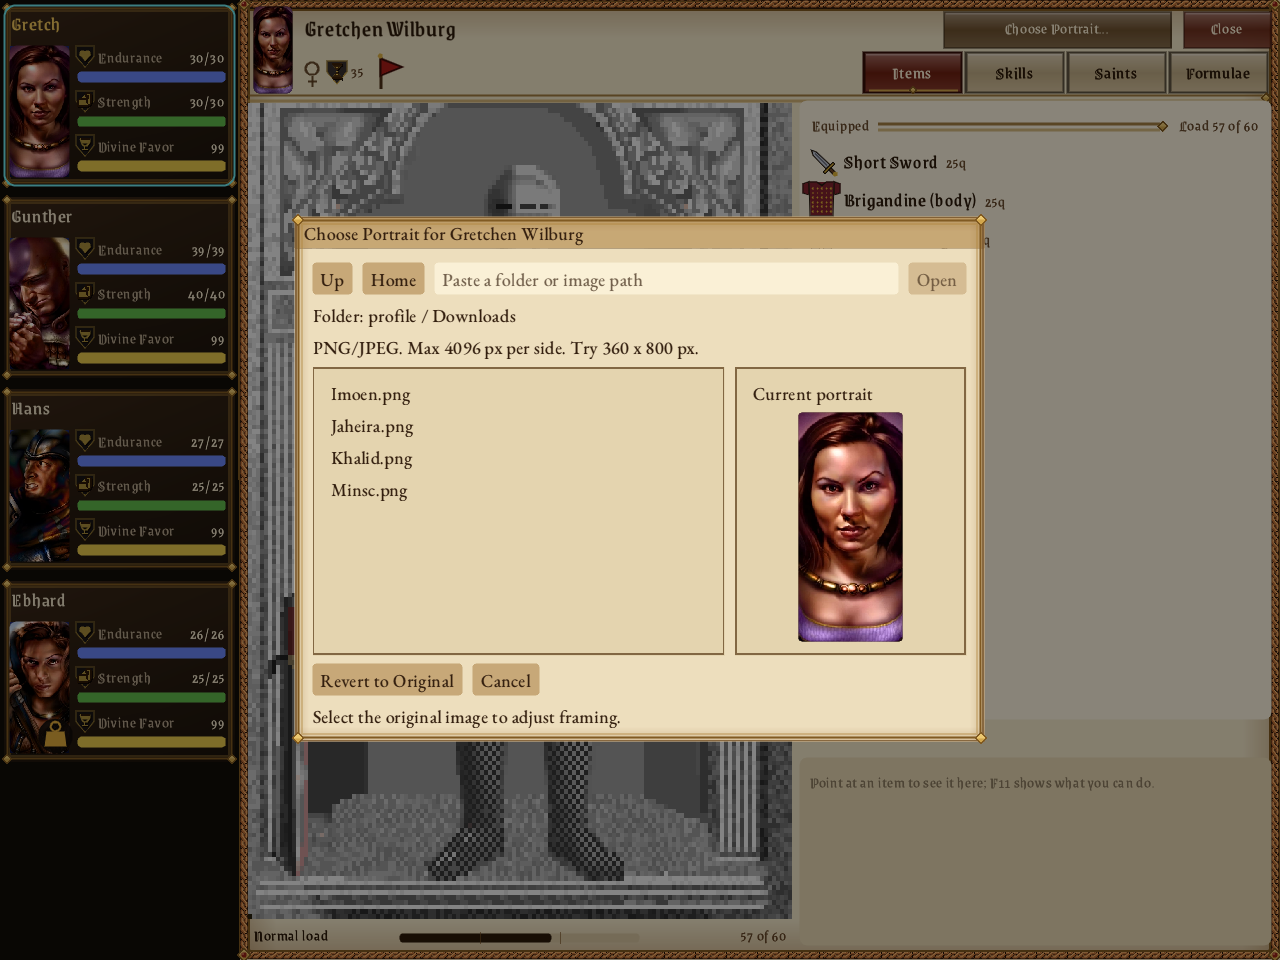 Gretch
Endurance 30/30
Strength 30/30
Divine Favor 99
Gunther
Endurance 39/39
Strength 40/40
Divine Favor 99
Hans
Endurance 27/27
Strength 25/25
Divine Favor 99
Ebhard
Endurance 26/26
Strength 25/25
Divine Favor 99
Gretchen Wilburg
35
Choose Portrait...
Close
Items
Skills
Saints
Formulae
Equipped
Load 57 of 60
Short Sword 25q
Brigandine (body) 25q
q
Choose Portrait for Gretchen Wilburg
Up
Home
Paste a folder or image path
Open
Folder: profile / Downloads
PNG/JPEG. Max 4096 px per side. Try 360 x 800 px.
Imoen.png
Jaheira.png
Khalid.png
Minsc.png
Current portrait
Revert to Original
Cancel
Select the original image to adjust framing.
Point at an item to see it here; F11 shows what you can do.
Normal load
57 of 60